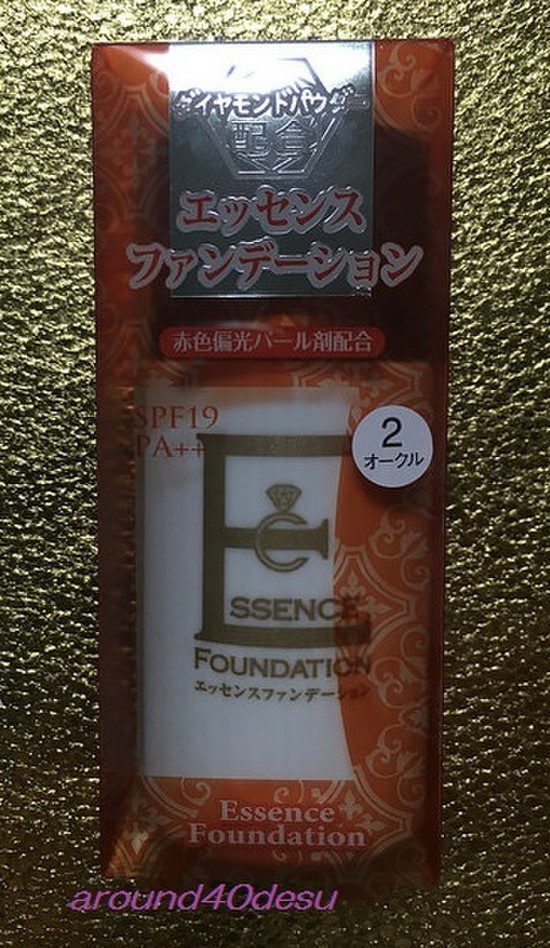 ダイヤモンドパウダー
配合
エッセンス
ファンデーション
赤色偏光パール剤配合
SPF19
PA++
2
オークル
ESSENCE
FOUNDATION
エッセンスファンデーション
Essence
Foundation
around40desu